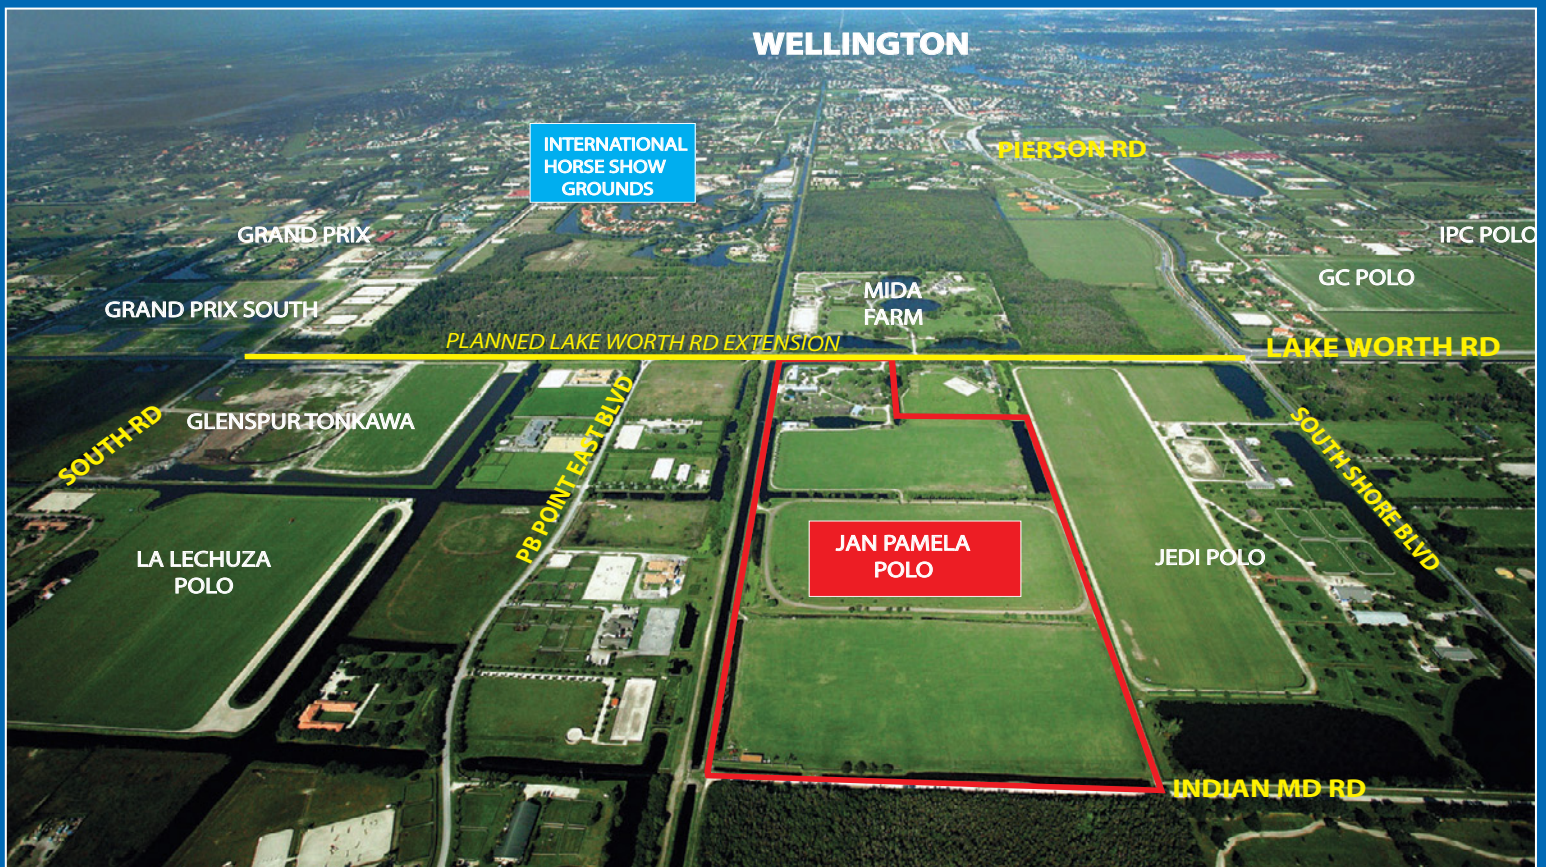 WELLINGTON
INTERNATIONAL
HORSE SHOW
GROUNDS
PIERSON RD
GRAND PRIX
IPC POLO
GC POLO
GRAND PRIX SOUTH
MIDA
FARM
PLANNED LAKE WORTH RD EXTENSION
LAKE WORTH RD
SOUTH RD
GLENSPUR TONKAWA
PB POINT EAST BLVD
SOUTH SHORE BLVD
LA LECHUZA
POLO
JAN PAMELA
POLO
JEDI POLO
INDIAN MD RD